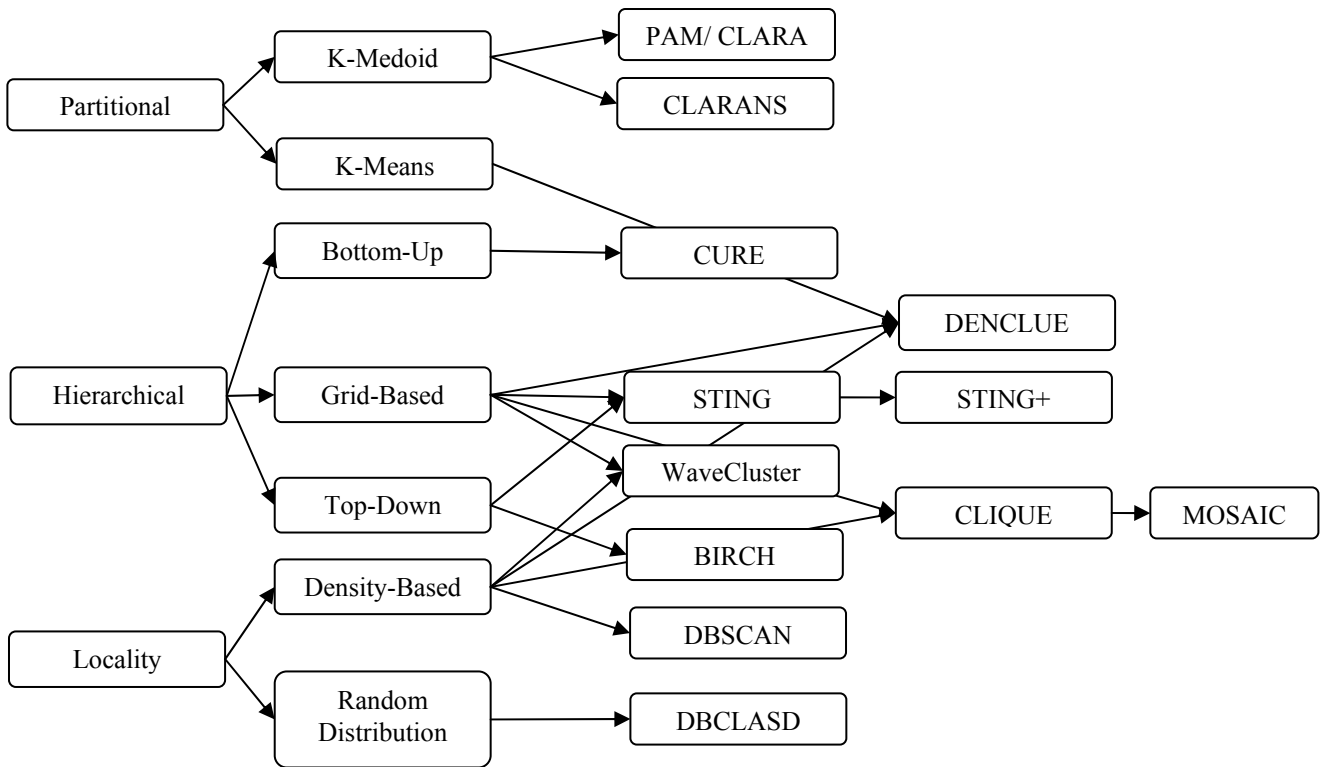 Partitional
Hierarchical
Locality
K-Medoid
K-Means
Bottom-Up
Grid-Based
Top-Down
Density-Based
Random
Distribution
PAM/ CLARA
CLARANS
CURE
STING
WaveCluster
BIRCH
DBSCAN
DBCLASD
DENCLUE
STING+
CLIQUE
MOSAIC